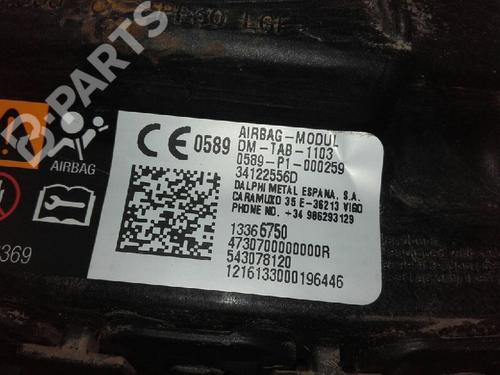 B-PARTS
CE 0589
AIRBAG-MODUL
DM-TAB-1103
0589-P1-000259
34122556D
DALPHI METAL ESPANA, S.A.
CARAMUXO 35 E-36213 VIGO
PHONE NO. +34 986293129
AIRBAG
13366750
4730700000000R
543078120
1216133000196446
369